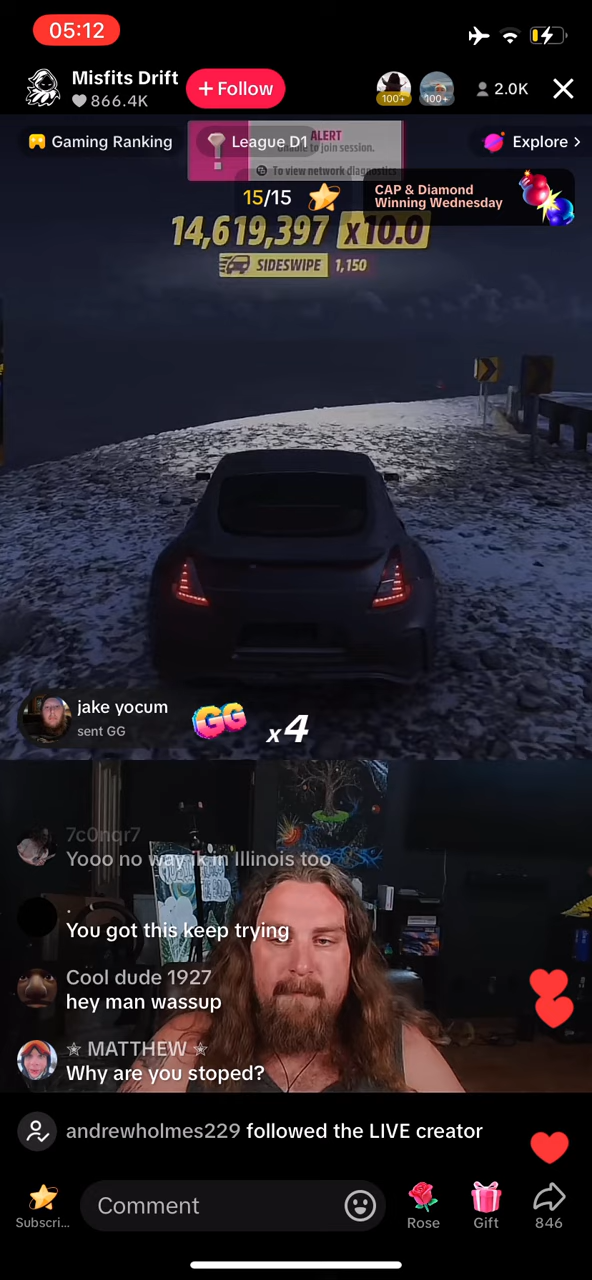 05:12
Misfits Drift
866.4K
+ Follow
100+
100+
2.0K
Gaming Ranking
League D1
Explore >
ALERT
Unable to join session.
To view network diagnostics
15/15
CAP & Diamond
Winning Wednesday
14,619,397 x10.0
SIDESWIPE 1,150
jake yocum
sent GG
GG
x4
7c0nqr7
Yooo no way ik in Illinois too
.
You got this keep trying
Cool dude 1927
hey man wassup
✯ MATTHEW ✯
Why are you stoped?
andrewholmes229 followed the LIVE creator
Subscri...
Comment
Rose
Gift
846